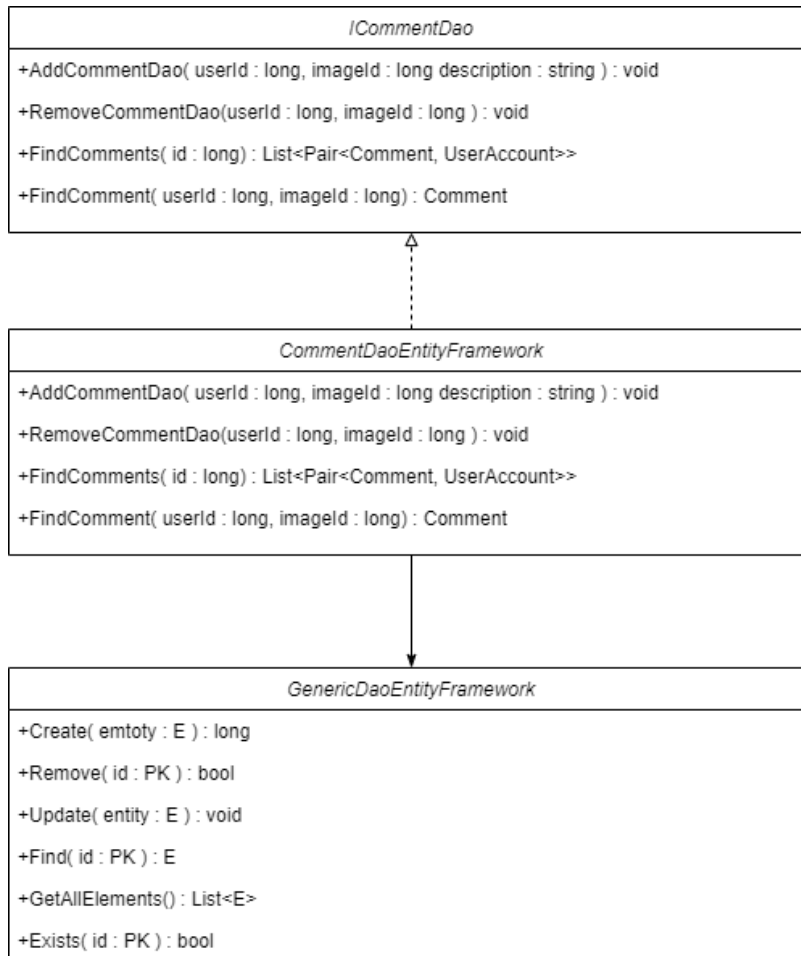 ICommentDao
+AddCommentDao( userId : long, imageId : long description : string ) : void
+RemoveCommentDao(userId : long, imageId : long ) : void
+FindComments( id : long) : List<Pair<Comment, UserAccount>>
+FindComment( userId : long, imageId : long) : Comment
CommentDaoEntityFramework
+AddCommentDao( userId : long, imageId : long description : string ) : void
+RemoveCommentDao(userId : long, imageId : long ) : void
+FindComments( id : long) : List<Pair<Comment, UserAccount>>
+FindComment( userId : long, imageId : long) : Comment
GenericDaoEntityFramework
+Create( emtoty : E ) : long
+Remove( id : PK ) : bool
+Update( entity : E ) : void
+Find( id : PK ) : E
+GetAllElements() : List<E>
+Exists( id : PK ) : bool